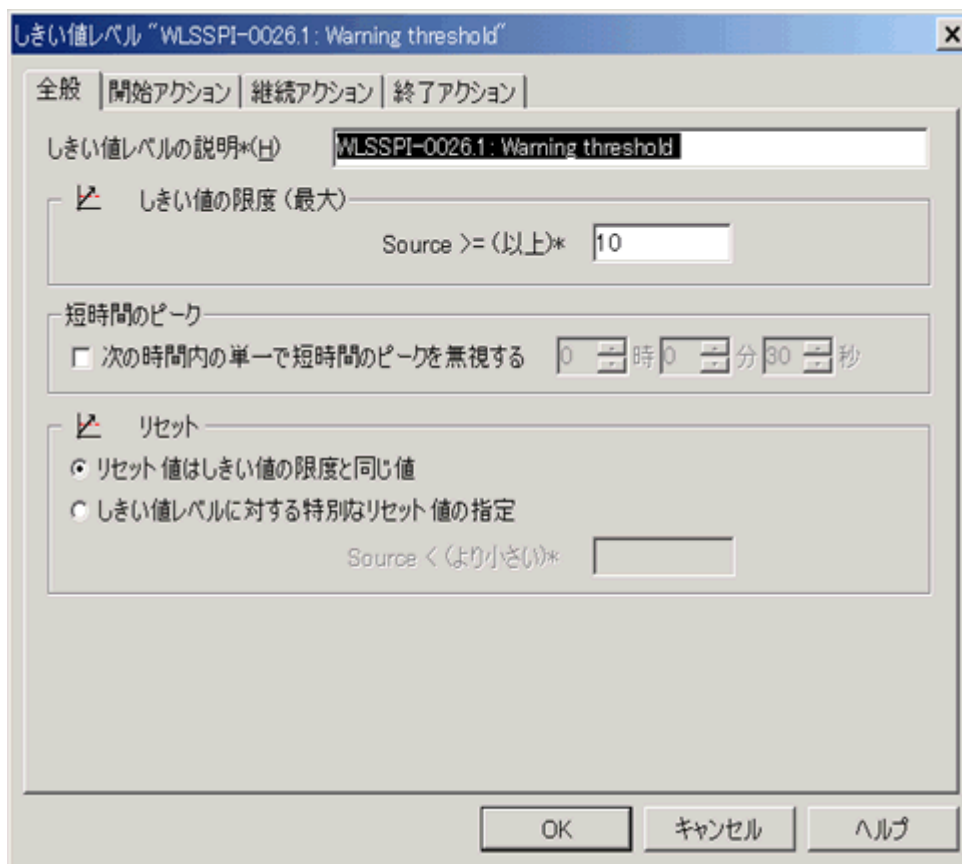 しきい値レベル "WLSSPI-0026.1 : Warning threshold"
全般 開始アクション 継続アクション 終了アクション
しきい値レベルの説明*(H) WLSSPI-0026.1 : Warning threshold
しきい値の限度 (最大)
Source >= (以上)* 10
短時間のピーク
次の時間内の単一で短時間のピークを無視する 0 時 0 分 30 秒
リセット
リセット値はしきい値の限度と同じ値
しきい値レベルに対する特別なリセット値の指定
Source < (より小さい)*
OK キャンセル ヘルプ